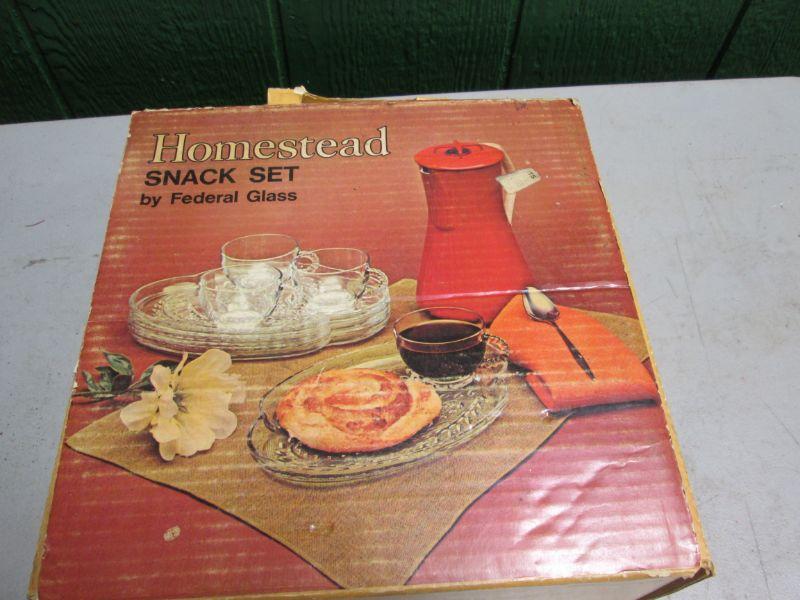 Homestead
SNACK SET
by Federal Glass